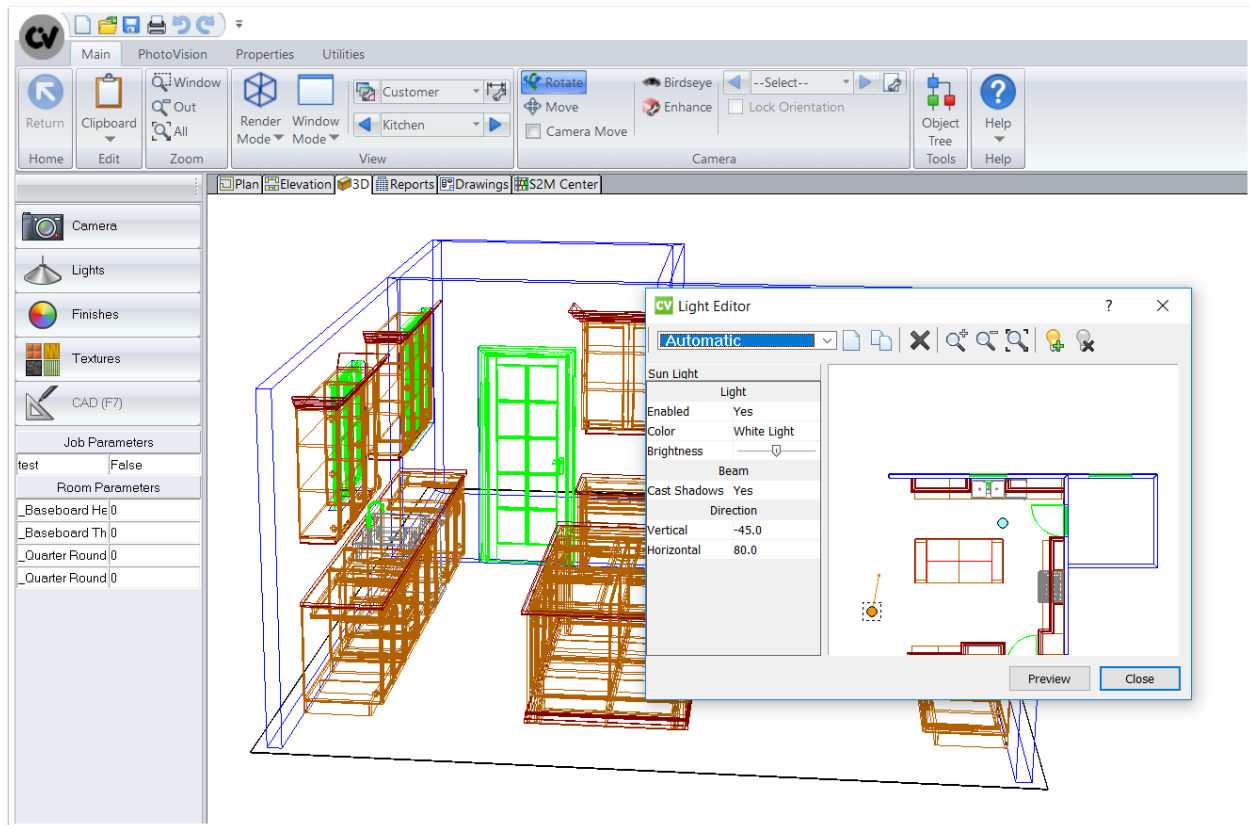 CV
Main PhotoVision Properties Utilities
Return
Home
Clipboard
Edit
Window
Out
All
Zoom
Render Mode
Window Mode
Customer
Kitchen
View
Rotate
Move
Camera Move
Birdseye
Enhance
--Select--
Lock Orientation
Camera
Object Tree
Tools
Help
Help
Plan Elevation 3D Reports Drawings S2M Center
Camera
Lights
Finishes
Textures
CAD (F7)
Job Parameters
test False
Room Parameters
_Baseboard He 0
_Baseboard Th 0
_Quarter Round 0
_Quarter Round 0
CV Light Editor ?
Automatic
Sun Light
Light
Enabled Yes
Color White Light
Brightness
Beam
Cast Shadows Yes
Direction
Vertical -45.0
Horizontal 80.0
Preview Close